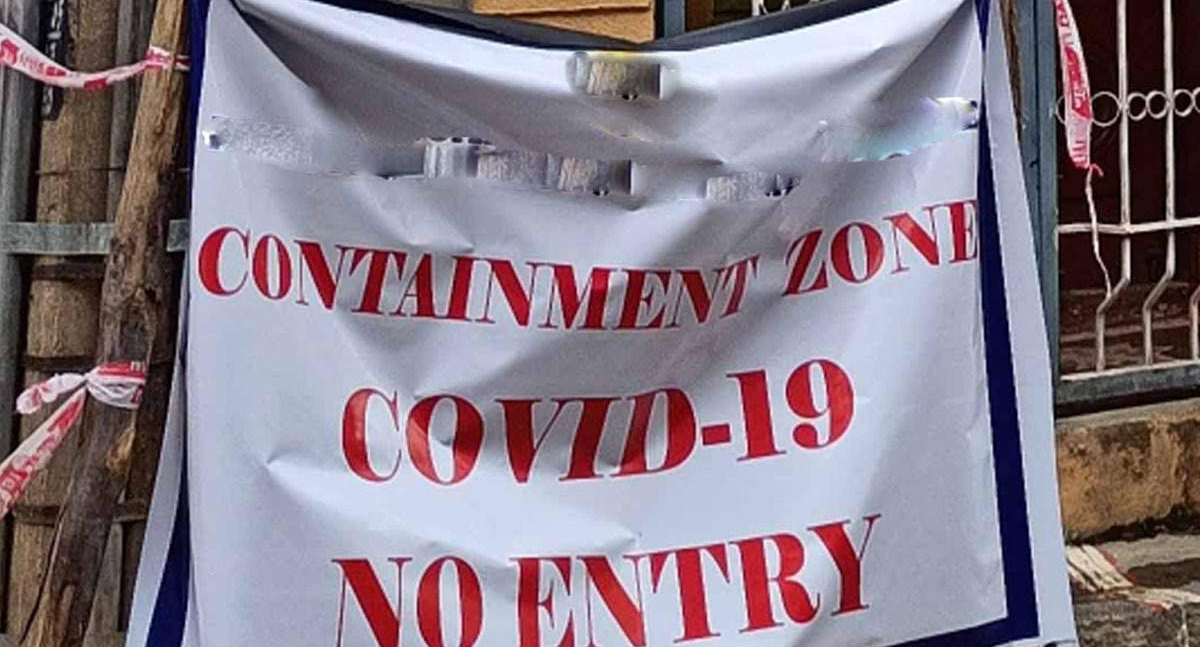 CONTAINMENT ZONE
COVID-19
NO ENTRY